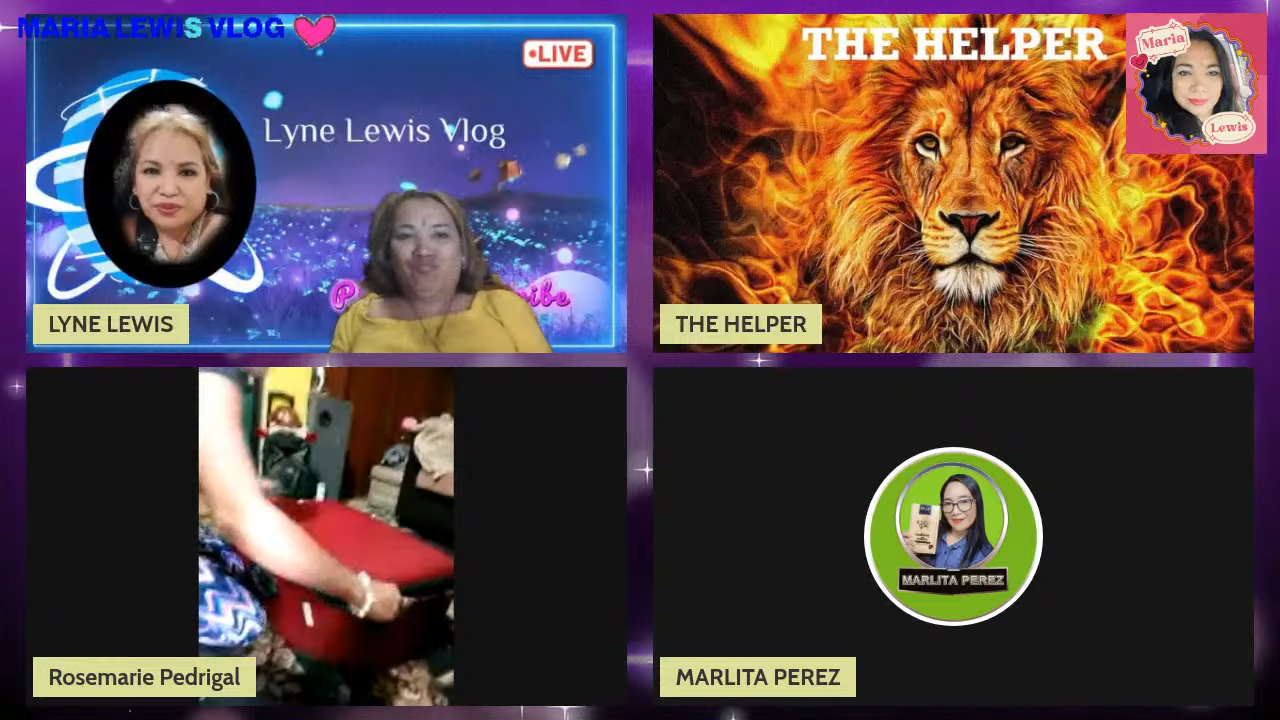 MARIA LEWIS VLOG
LIVE
Lyne Lewis Vlog
LYNE LEWIS
THE HELPER
Maria
Lewis
THE HELPER
Rosemarie Pedrigal
MARLITA PEREZ
MARLITA PEREZ